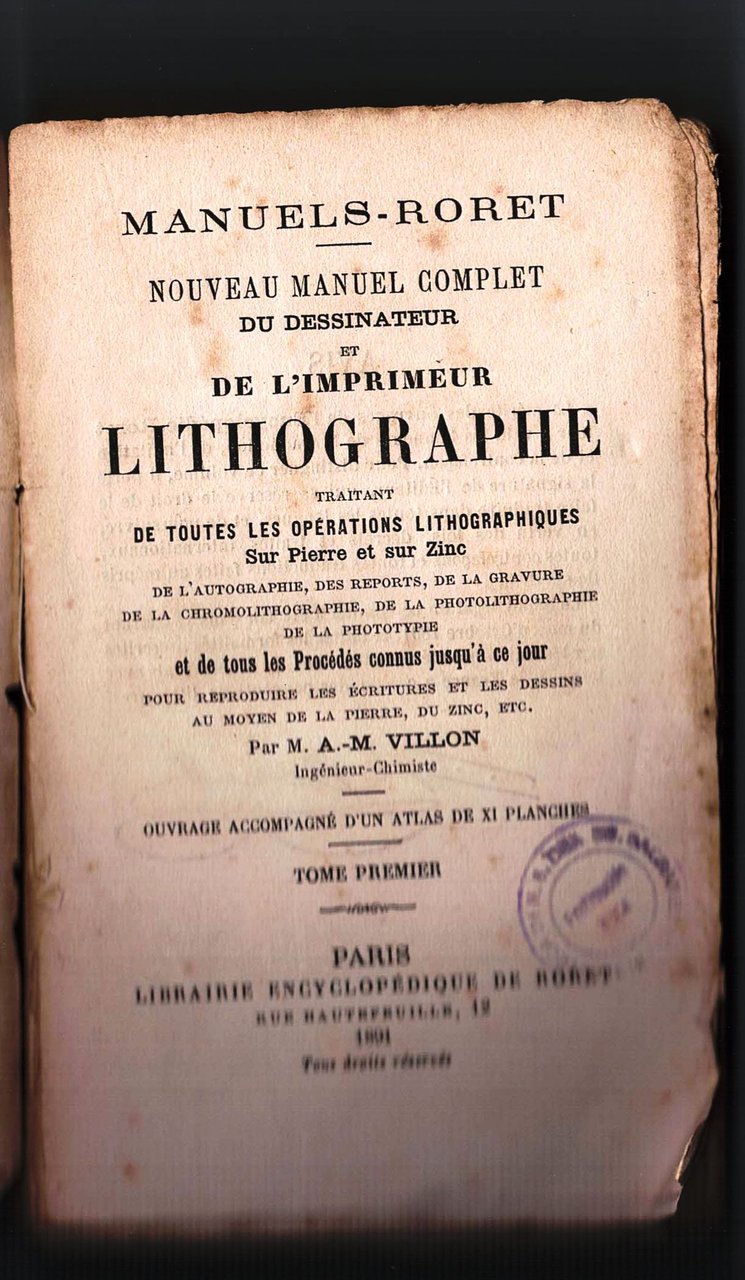 MANUELS-RORET
NOUVEAU MANUEL COMPLET
DU DESSINATEUR
ET
DE L'IMPRIMEUR
LITHOGRAPHE
TRAITANT
DE TOUTES LES OPÉRATIONS LITHOGRAPHIQUES
Sur Pierre et sur Zinc
DE L'AUTOGRAPHIE, DES REPORTS, DE LA GRAVURE
DE LA CHROMOLITHOGRAPHIE, DE LA PHOTOLITHOGRAPHIE
DE LA PHOTOTYPIE
et de tous les Procédés connus jusqu'à ce jour
POUR REPRODUIRE LES ÉCRITURES ET LES DESSINS
AU MOYEN DE LA PIERRE, DU ZINC, ETC.
Par M. A.-M. VILLON
Ingénieur-Chimiste
OUVRAGE ACCOMPAGNÉ D'UN ATLAS DE XI PLANCHES
TOME PREMIER
PARIS
LIBRAIRIE ENCYCLOPÉDIQUE DE RORET
RUE HAUTEFEUILLE, 12
1891
Tous droits réservés